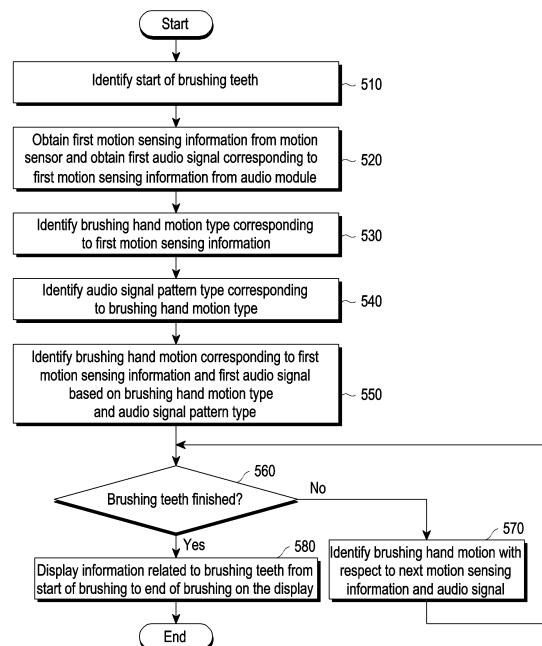 Start
Identify start of brushing teeth
510
Obtain first motion sensing information from motion
sensor and obtain first audio signal corresponding to
first motion sensing information from audio module
520
Identify brushing hand motion type corresponding
to first motion sensing information
530
Identify audio signal pattern type corresponding
to brushing hand motion type
540
Identify brushing hand motion corresponding to first
motion sensing information and first audio signal
based on brushing hand motion type
and audio signal pattern type
550
560
Brushing teeth finished?
No
Yes
570
Identify brushing hand motion with
respect to next motion sensing
information and audio signal
580
Display information related to brushing teeth from
start of brushing to end of brushing on the display
End